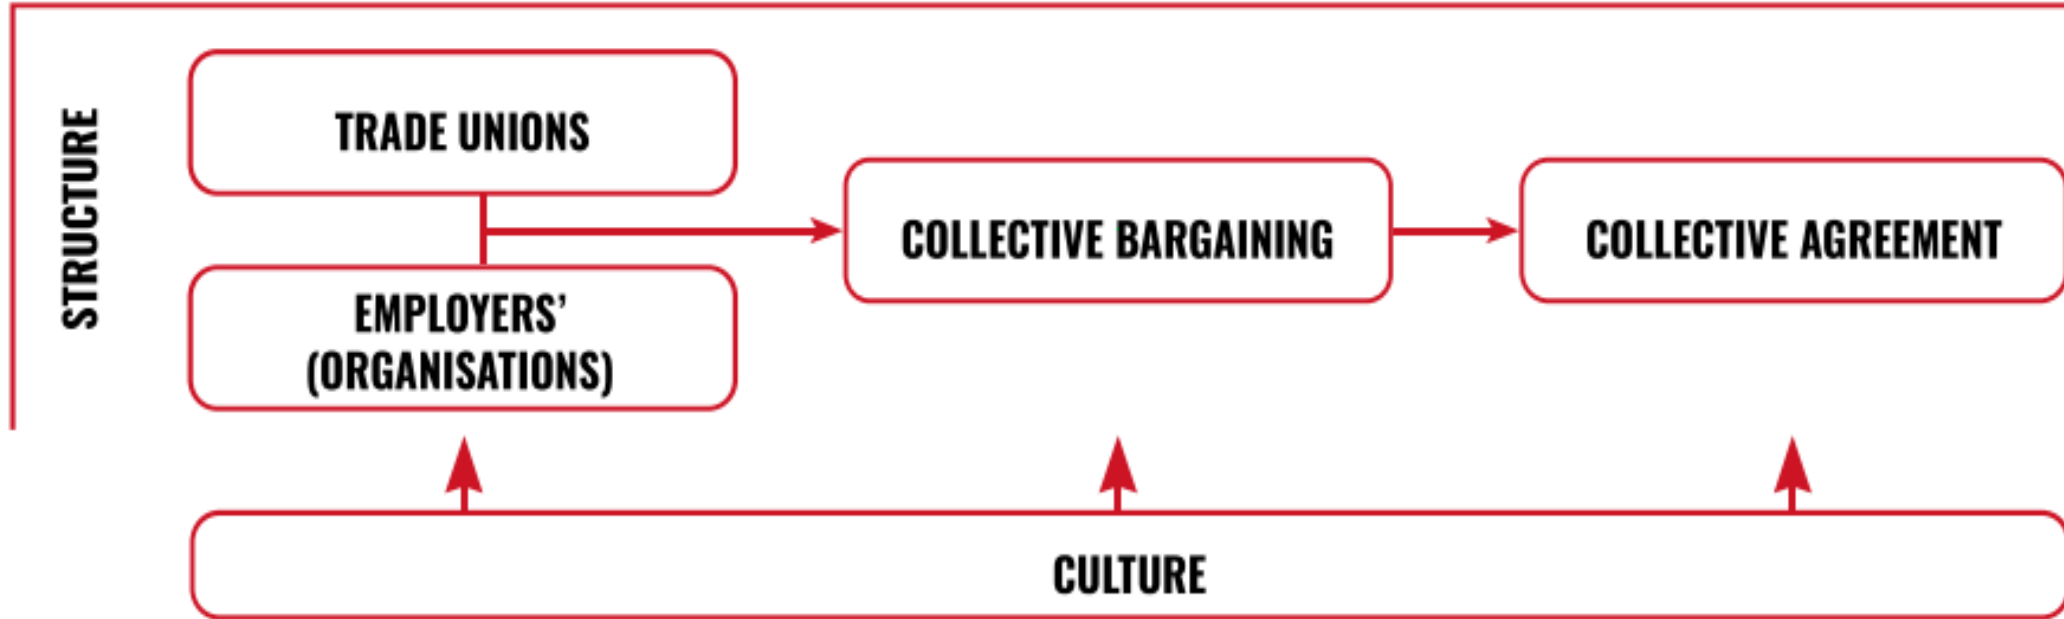 STRUCTURE
TRADE UNIONS
EMPLOYERS’
(ORGANISATIONS)
COLLECTIVE BARGAINING
COLLECTIVE AGREEMENT
CULTURE